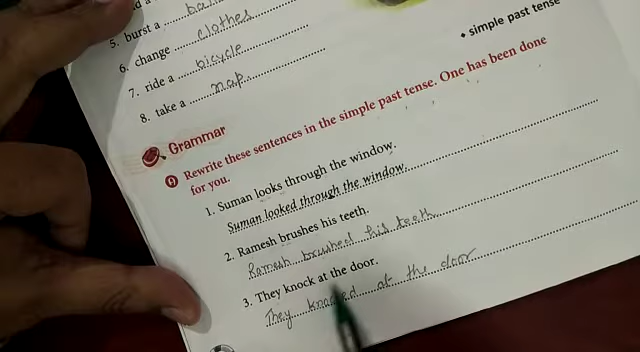 5. burst a
6. change clothes
7. ride a bicycle
8. take a nap
• simple past tense
Grammar
A Rewrite these sentences in the simple past tense. One has been done
for you.
1. Suman looks through the window.
Suman looked through the window.
2. Ramesh brushes his teeth.
Ramesh brushed his teeth
3. They knock at the door.
They knocked at the door